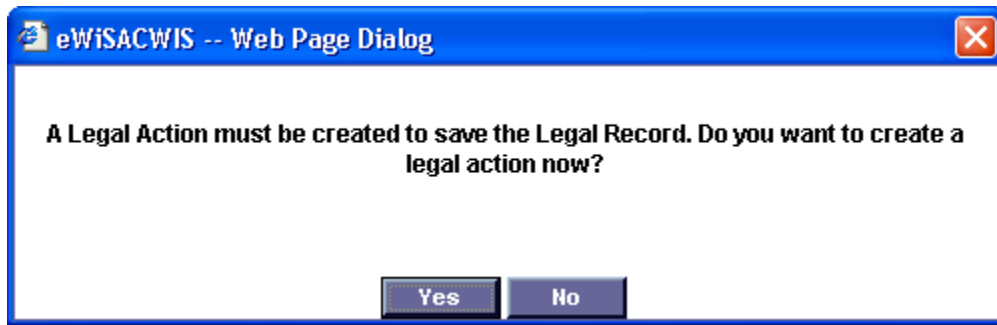 eWiSACWIS -- Web Page Dialog
A Legal Action must be created to save the Legal Record. Do you want to create a
legal action now?
Yes No